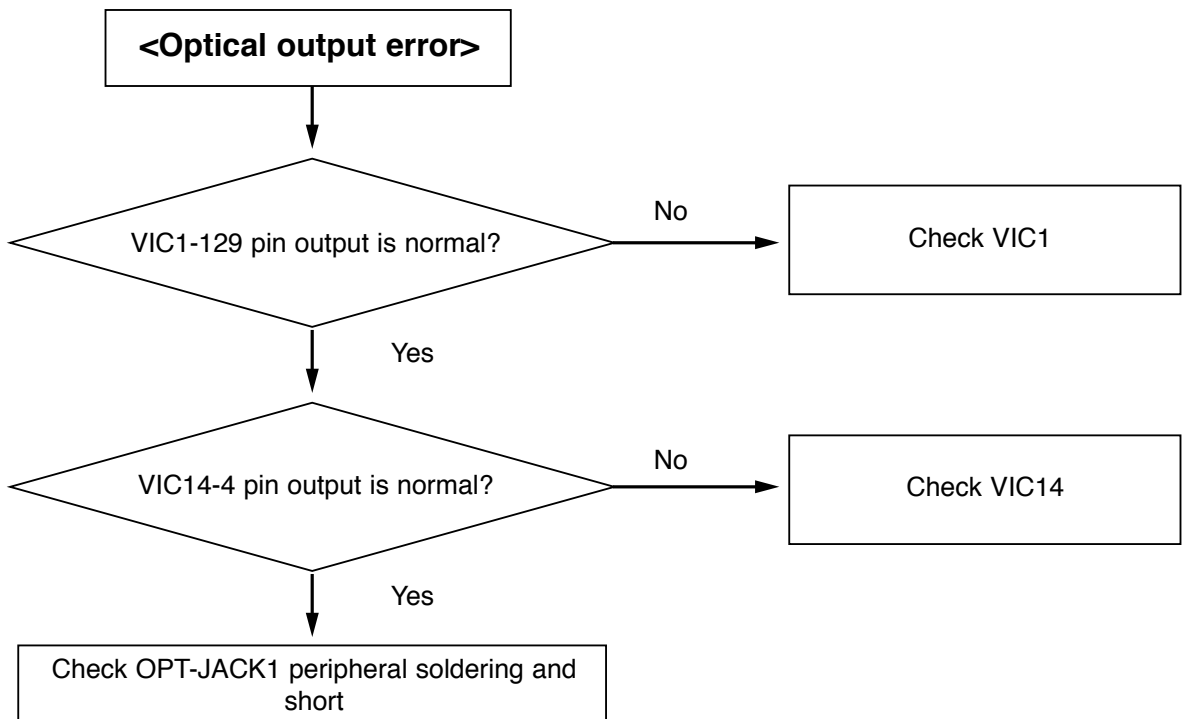 <Optical output error>
VIC1-129 pin output is normal?
No
Check VIC1
Yes
VIC14-4 pin output is normal?
No
Check VIC14
Yes
Check OPT-JACK1 peripheral soldering and
short